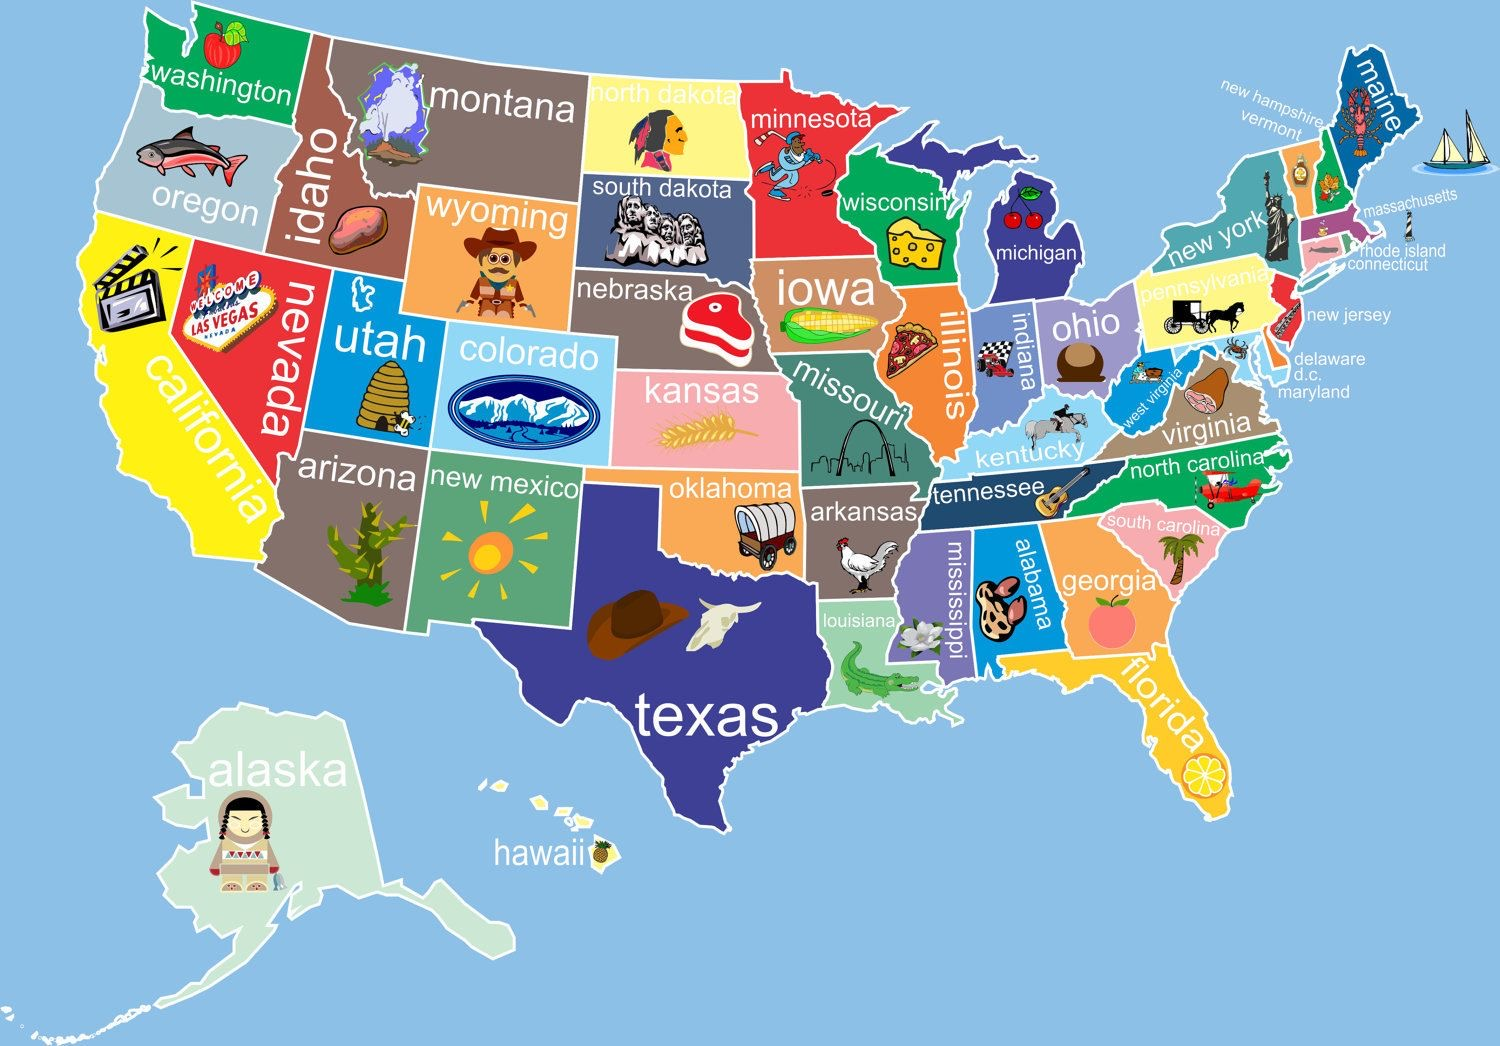 washington
montana
north dakota
minnesota
maine
new hampshire
vermont
oregon
idaho
wyoming
south dakota
wisconsin
michigan
new york
massachusetts
rhode island
connecticut
WELCOME
LAS VEGAS
NEVADA
nevada
utah
colorado
nebraska
iowa
illinois
indiana
ohio
pennsylvania
new jersey
delaware
d.c.
maryland
california
kansas
missouri
west virginia
virginia
kentucky
arizona
new mexico
oklahoma
arkansas
tennessee
north carolina
south carolina
mississippi
alabama
georgia
louisiana
texas
florida
alaska
hawaii